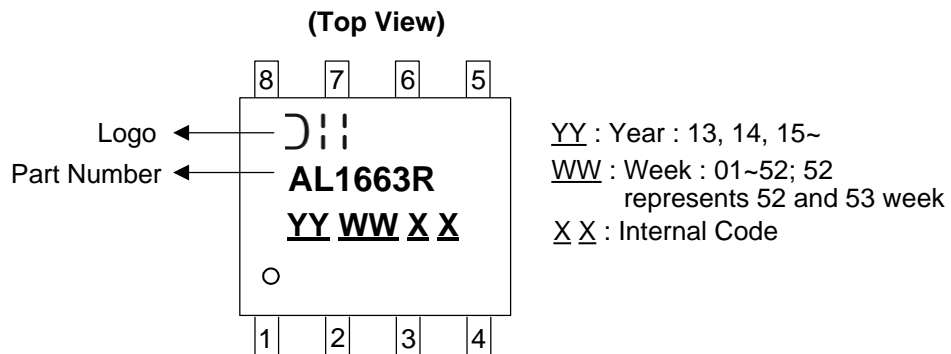 (Top View)
8 7 6 5
Logo
Part Number
AL1663R
YY WW X X
YY : Year : 13, 14, 15~
WW : Week : 01~52; 52
represents 52 and 53 week
X X : Internal Code
1 2 3 4